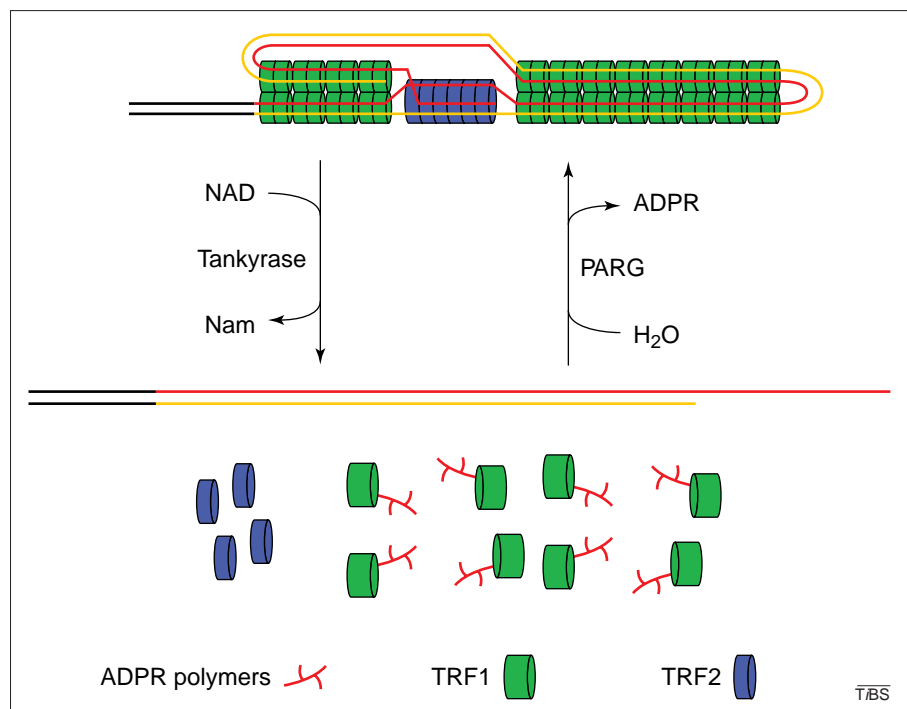 NAD
ADPR
Tankyrase
PARG
Nam
H₂O
ADPR polymers
TRF1
TRF2
TiBS